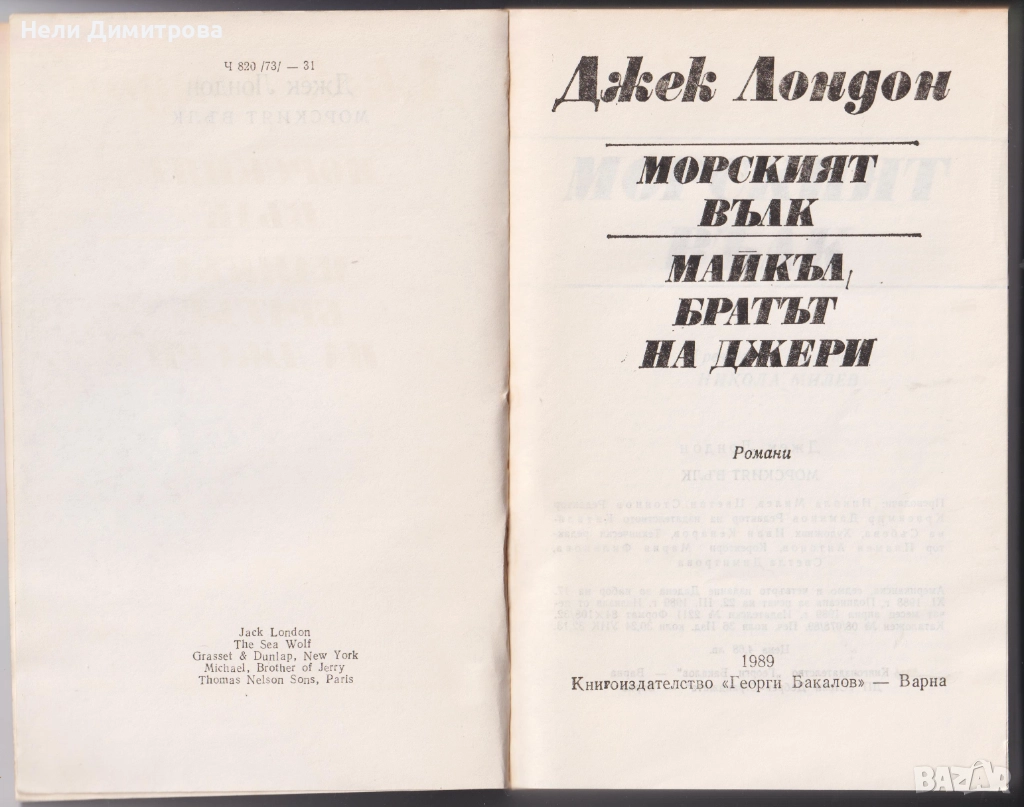 Нели Димитрова
Ч 820 /73/ — 31
Jack London
The Sea Wolf
Grasset & Dunlap, New York
Michael, Brother of Jerry
Thomas Nelson Sons, Paris
Джек Лондон
МОРСКИЯТ
ВЪЛК
МАЙКЪЛ,
БРАТЪТ
НА ДЖЕРИ
Романи
1989
Книгоиздателство «Георги Бакалов» — Варна
BAZAR